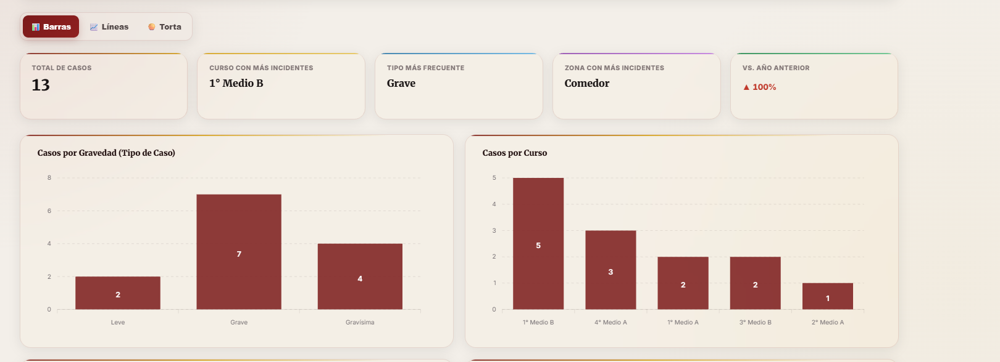 Barras
Líneas
Torta
TOTAL DE CASOS
13
CURSO CON MÁS INCIDENTES
1° Medio B
TIPO MÁS FRECUENTE
Grave
ZONA CON MÁS INCIDENTES
Comedor
VS. AÑO ANTERIOR
▲ 100%
Casos por Gravedad (Tipo de Caso)
8
6
4
2
0
2
7
4
Leve
Grave
Gravísima
Casos por Curso
5
4
3
2
1
0
5
3
2
2
1
1° Medio B
4° Medio A
1° Medio A
3° Medio B
2° Medio A